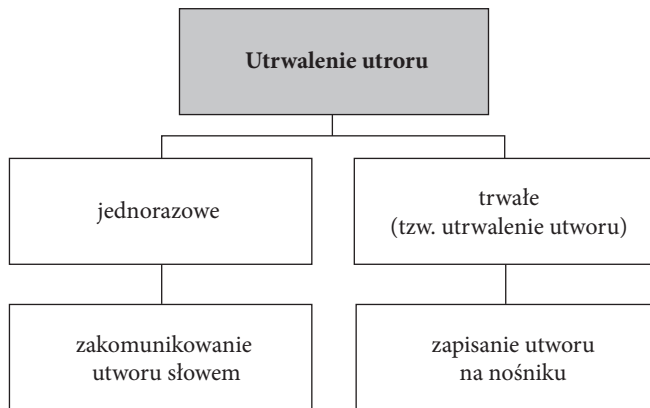 Utrwalenie utroru
jednorazowe
trwałe
(tzw. utrwalenie utworu)
zakomunikowanie
utworu słowem
zapisanie utworu
na nośniku